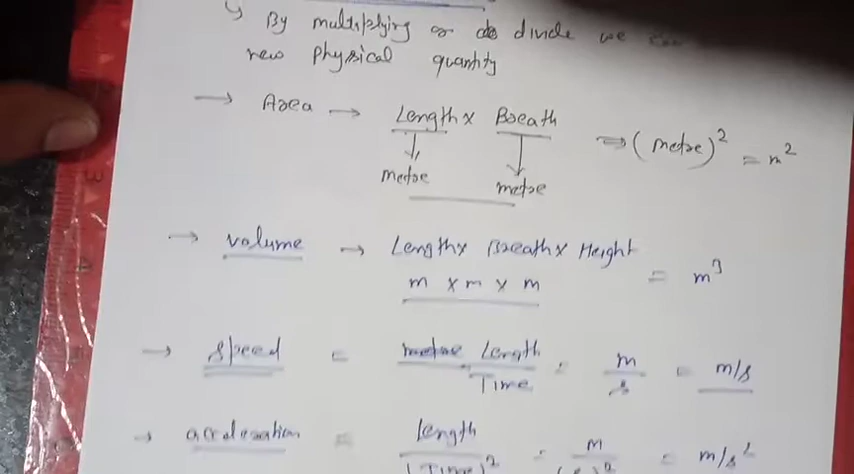 ↳ By multiplying or divide we
new physical quantity
→ Area → Length x Breath ⇒ (metre)² = m²
↓ ↓
metre metre
→ volume → Length x Breath x Height
m x m x m = m³
→ speed = Length / Time = m / s = m/s
→ acceleration = length / (Time)² = m / (s)² = m/s²